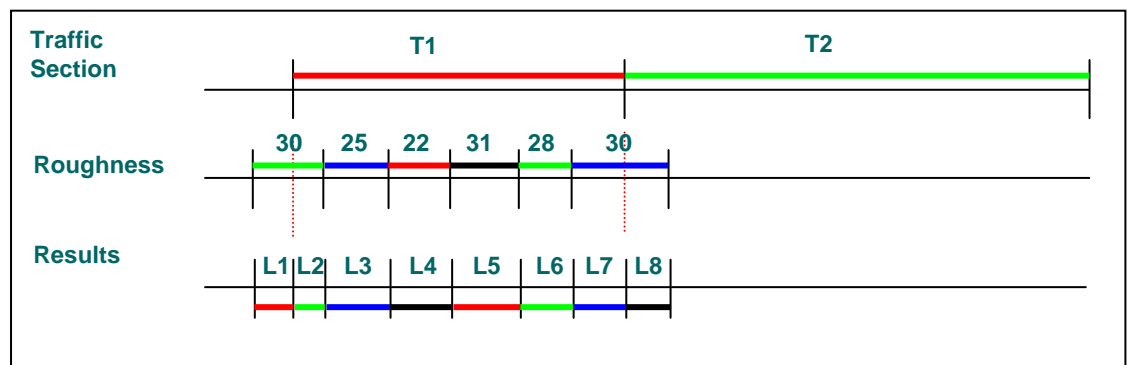 Traffic
Section
T1 T2
Roughness
30 25 22 31 28 30
Results
L1 L2 L3 L4 L5 L6 L7 L8